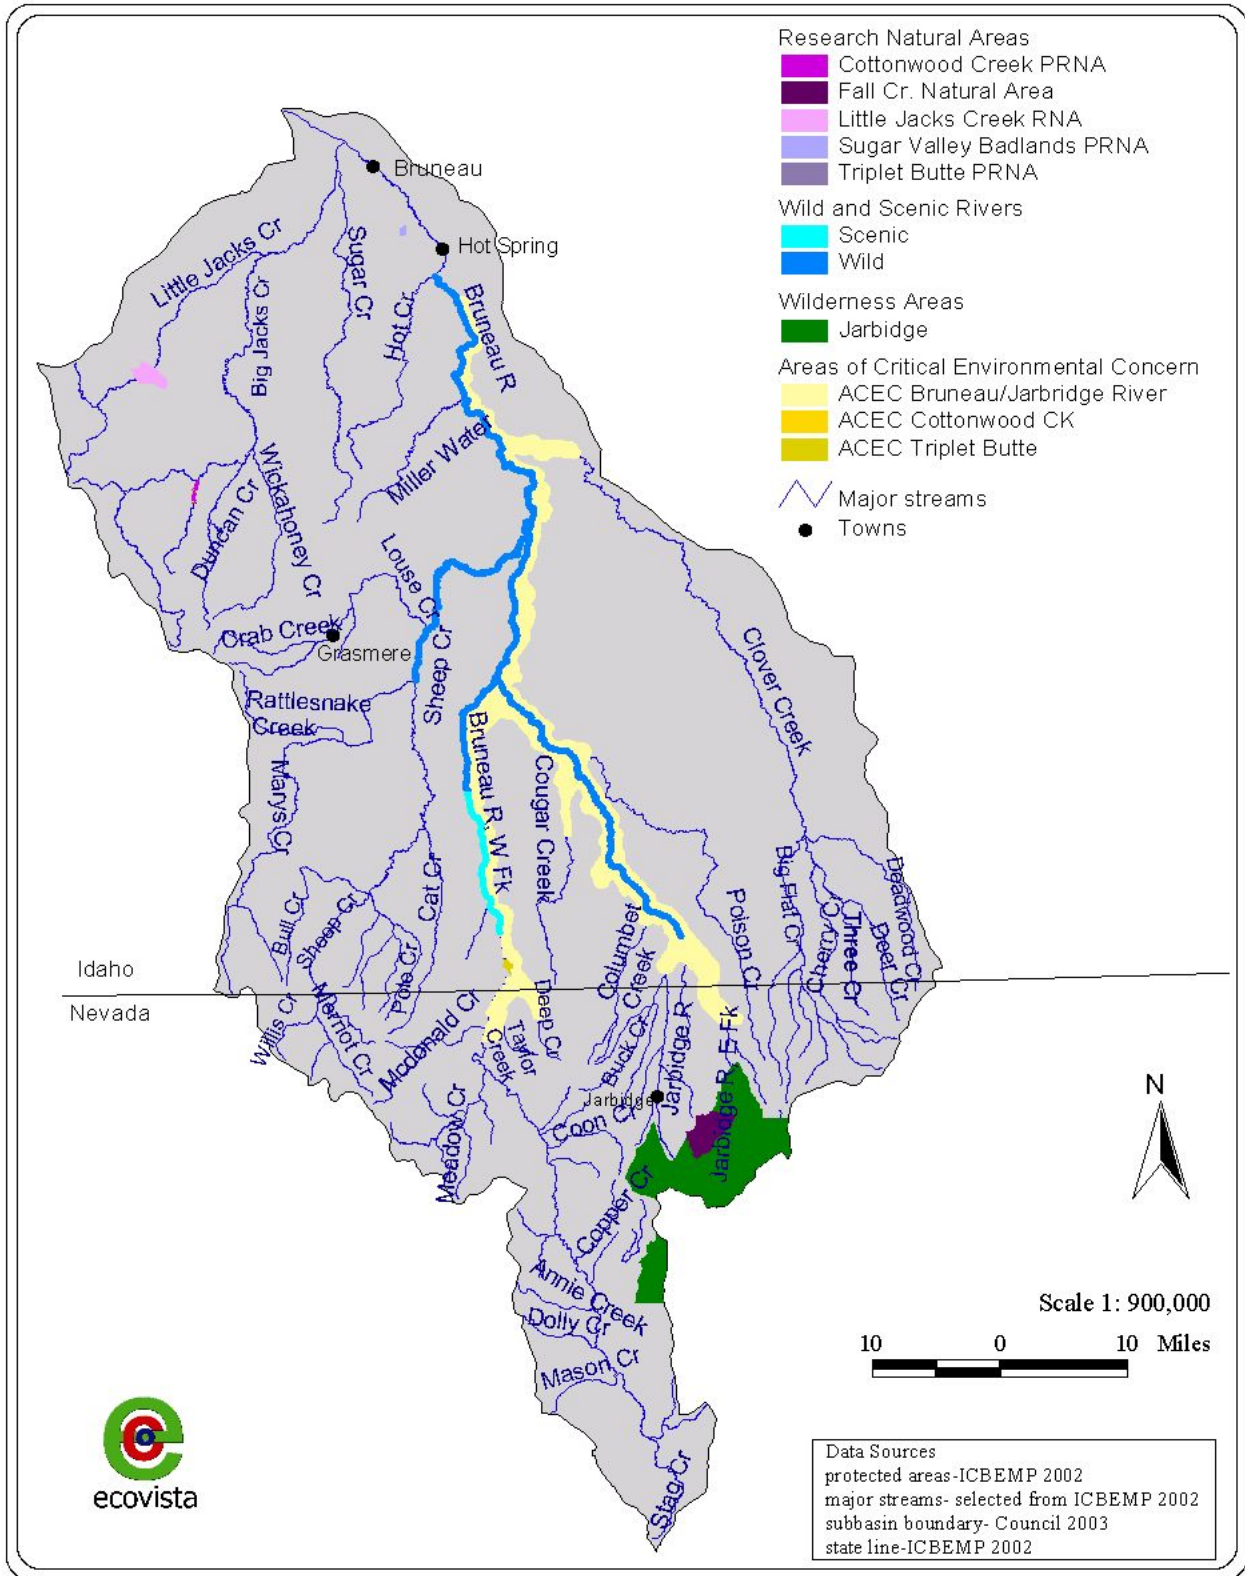 Research Natural Areas
Cottonwood Creek PRNA
Fall Cr. Natural Area
Little Jacks Creek RNA
Sugar Valley Badlands PRNA
Triplet Butte PRNA
Wild and Scenic Rivers
Scenic
Wild
Wilderness Areas
Jarbidge
Areas of Critical Environmental Concern
ACEC Bruneau/Jarbridge River
ACEC Cottonwood CK
ACEC Triplet Butte
Major streams
Towns
Bruneau
Hot Spring
Little Jacks Cr
Sugar Cr
Big Jacks Cr
Hot Cr
Bruneau R
Miller Water
Wickahoney Cr
Duncan Cr
Louse Cr
Crab Creek
Grasmere
Sheep Cr
Rattlesnake
Creek
Clover Creek
Marys Cr
Bruneau R, W Fk
Cougar Creek
Cat Cr
Bull Cr
Sheep Cr
Pole Cr
Columbet
Creek
Poison Cr
Big Flat Cr
Cherry Cr
Three Cr
Deer Cr
Deadwood Cr
Idaho
Nevada
Willis Cr
Merriot Cr
Mcdonald Cr
Taylor
Creek
Deep Cr
Buck Cr
Jarbidge R
Jarbidge R, E Fk
Jarbidge
Coon Cr
Meadow Cr
Copper Cr
Annie Creek
Dolly Cr
Mason Cr
Stag Cr
N
Scale 1: 900,000
10 0 10 Miles
ecovista
Data Sources
protected areas-ICBEMP 2002
major streams- selected from ICBEMP 2002
subbasin boundary- Council 2003
state line-ICBEMP 2002